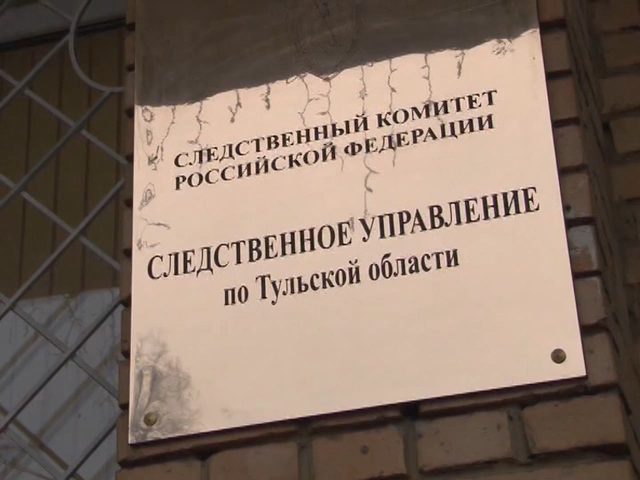 СЛЕДСТВЕННЫЙ КОМИТЕТ
РОССИЙСКОЙ ФЕДЕРАЦИИ
СЛЕДСТВЕННОЕ УПРАВЛЕНИЕ
по Тульской области